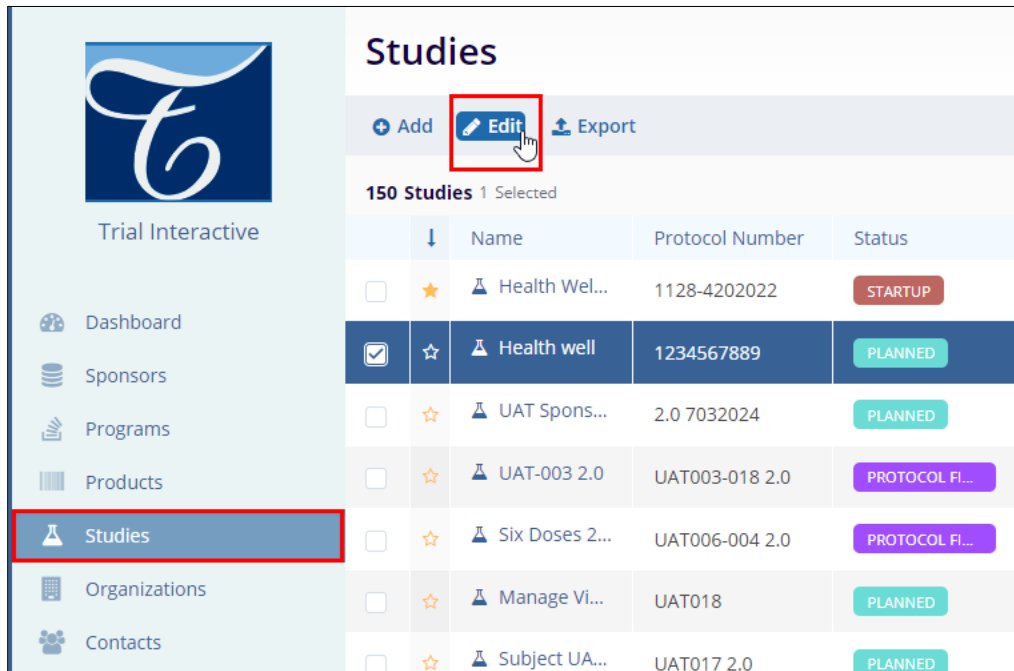 Trial Interactive
Dashboard
Sponsors
Programs
Products
Studies
Organizations
Contacts
Studies
Add Edit Export
150 Studies 1 Selected
Name Protocol Number Status
Health Wel... 1128-4202022 STARTUP
Health well 1234567889 PLANNED
UAT Spons... 2.0 7032024 PLANNED
UAT-003 2.0 UAT003-018 2.0 PROTOCOL FI...
Six Doses 2... UAT006-004 2.0 PROTOCOL FI...
Manage Vi... UAT018 PLANNED
Subject UA... UAT017 2.0 PLANNED